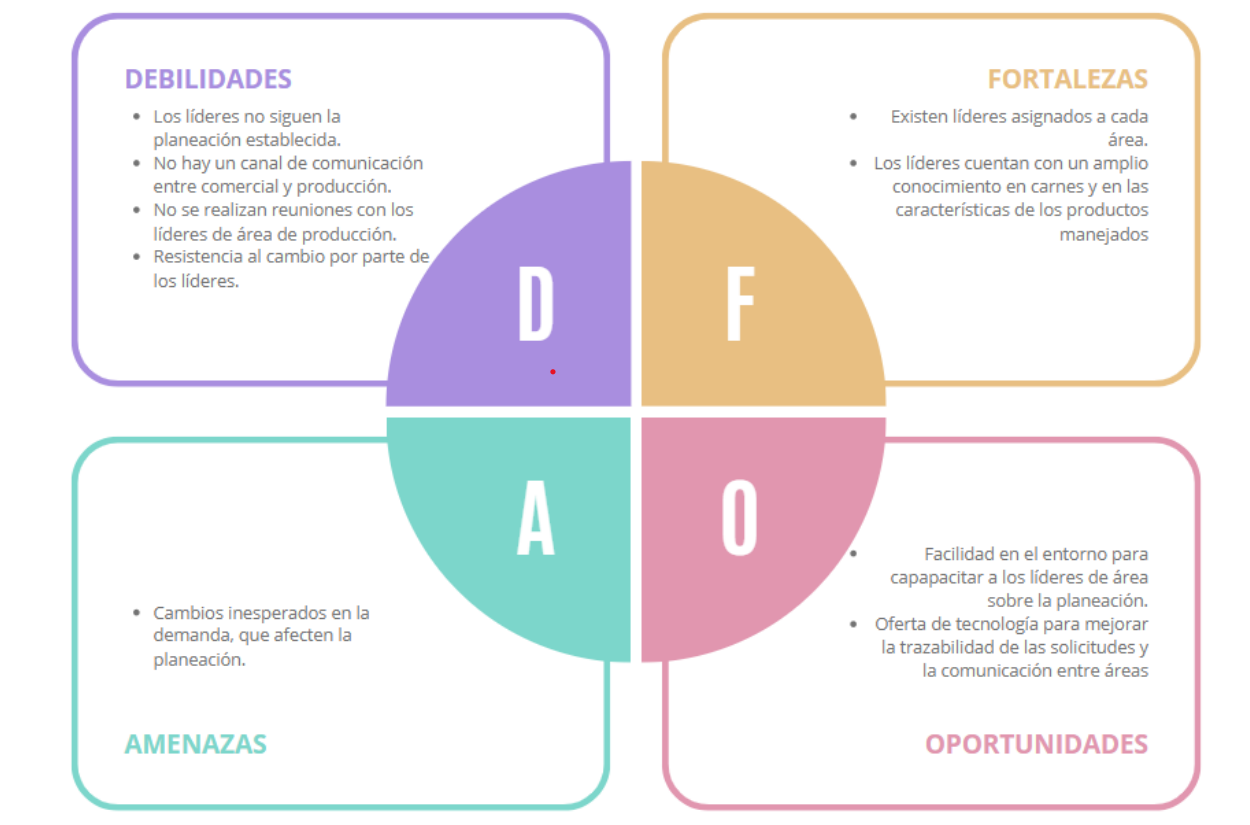 DEBILIDADES
Los líderes no siguen la
planeación establecida.
No hay un canal de comunicación
entre comercial y producción.
No se realizan reuniones con los
líderes de área de producción.
Resistencia al cambio por parte de
los líderes.
FORTALEZAS
Existen líderes asignados a cada
área.
Los líderes cuentan con un amplio
conocimiento en carnes y en las
características de los productos
manejados
D
F
A
O
Cambios inesperados en la
demanda, que afecten la
planeación.
AMENAZAS
Facilidad en el entorno para
capapacitar a los líderes de área
sobre la planeación.
Oferta de tecnología para mejorar
la trazabilidad de las solicitudes y
la comunicación entre áreas
OPORTUNIDADES